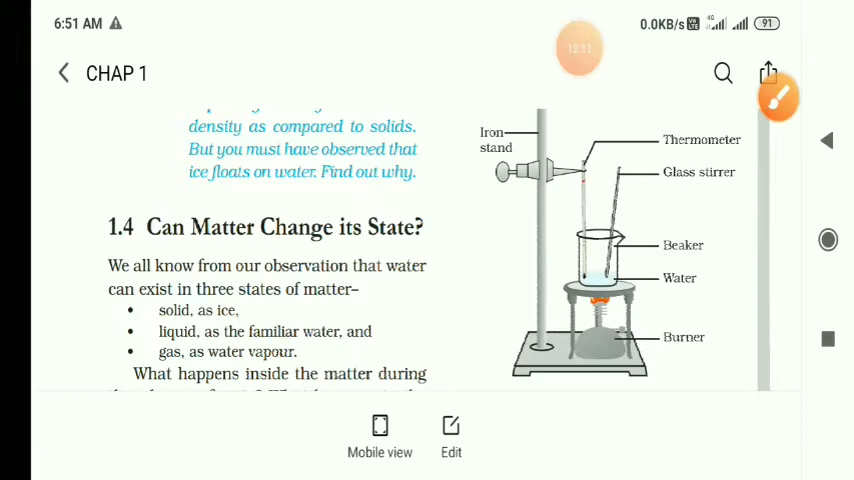 6:51 AM
0.0KB/s
4G
91
13:11
CHAP 1
density as compared to solids.
But you must have observed that
ice floats on water. Find out why.
1.4 Can Matter Change its State?
We all know from our observation that water
can exist in three states of matter–
• solid, as ice,
• liquid, as the familiar water, and
• gas, as water vapour.
What happens inside the matter during
Iron
stand
Thermometer
Glass stirrer
Beaker
Water
Burner
Mobile view
Edit